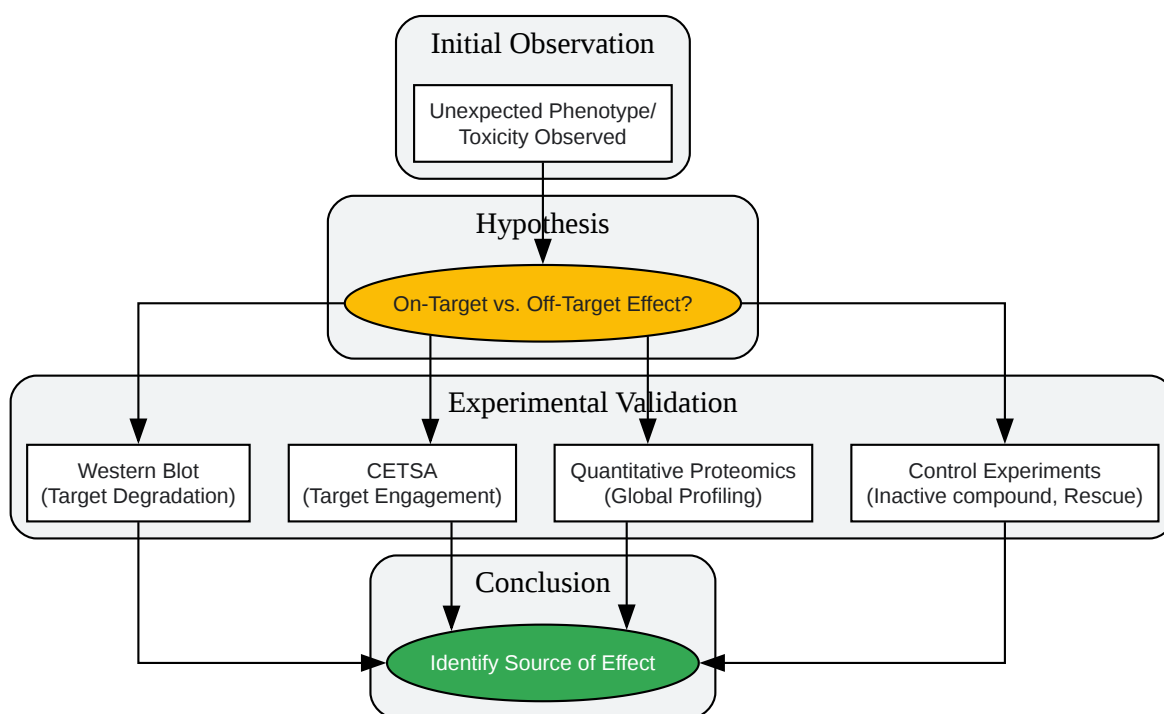 Initial Observation
Unexpected Phenotype/
Toxicity Observed
Hypothesis
On-Target vs. Off-Target Effect?
Experimental Validation
Western Blot
(Target Degradation)
CETSA
(Target Engagement)
Quantitative Proteomics
(Global Profiling)
Control Experiments
(Inactive compound, Rescue)
Conclusion
Identify Source of Effect